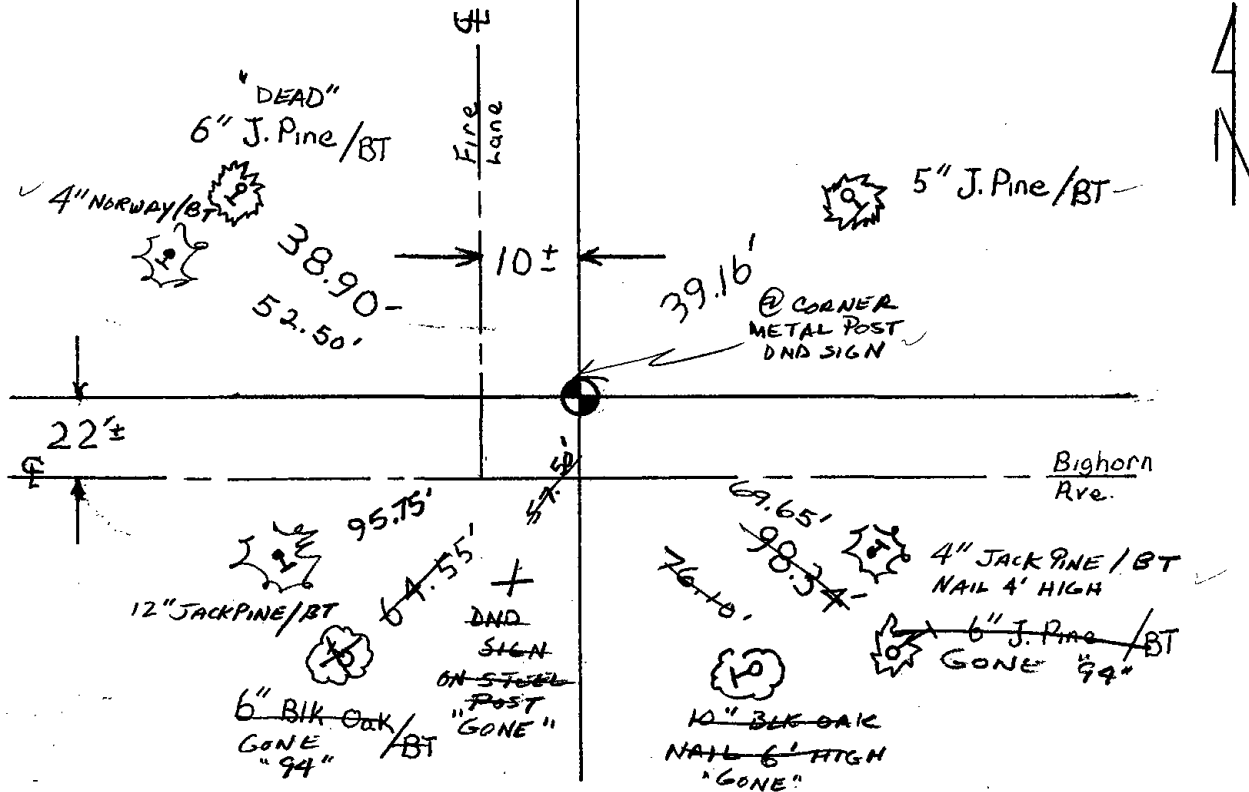 ℄
Fire
Lane
N
"DEAD"
6" J. Pine/BT
4" NORWAY/BT
38.90-
52.50'
10 ±
5" J. Pine/BT
39.16'
@ CORNER
METAL POST
DND SIGN
22'±
℄
Bighorn
Ave.
95.75'
12" JACKPINE/BT
64.55'
6" Blk Oak/BT
GONE
"94"
DND
SIGN
ON STEEL
POST
"GONE"
69.65'
98.34-
76.10'
4" JACK PINE / BT
NAIL 4' HIGH
6" J. Pine/BT
GONE "94"
10" BLK OAK
NAIL 6' HIGH
"GONE"